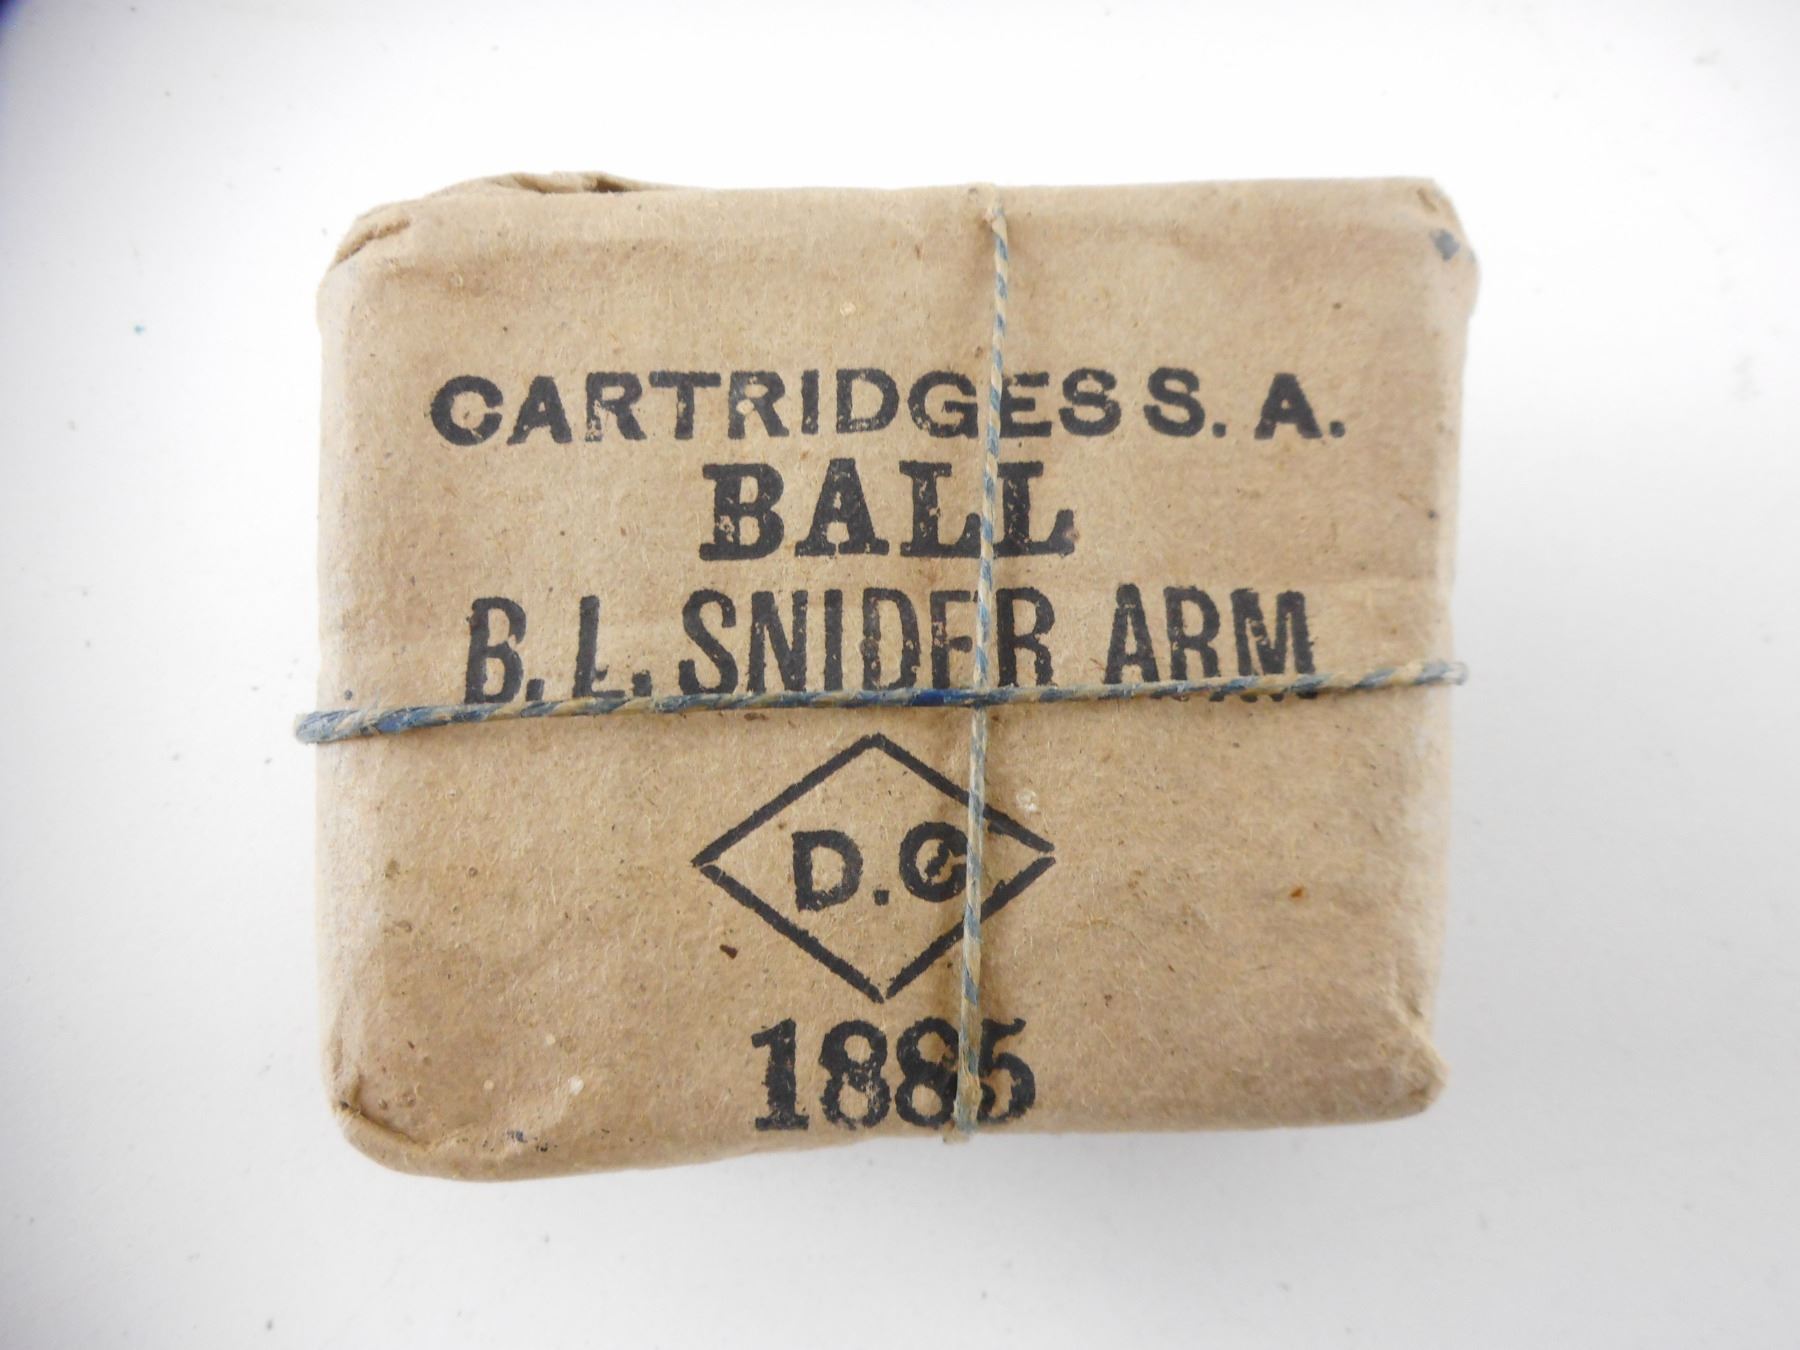 CARTRIDGES S. A.
BALL
B. L. SNIDER ARM
D.C
1885